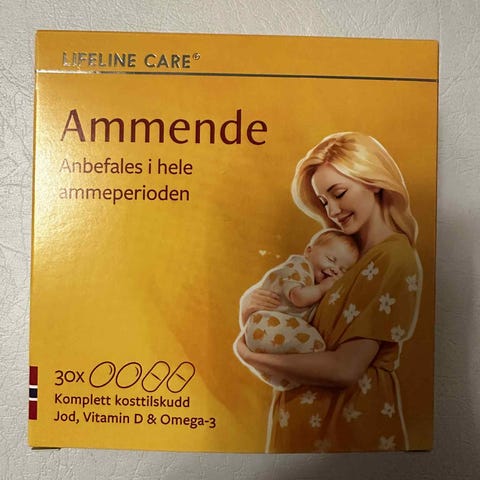 LIFELINE CARE®
Ammende
Anbefales i hele
ammeperioden
30x
Komplett kosttilskudd
Jod, Vitamin D & Omega-3